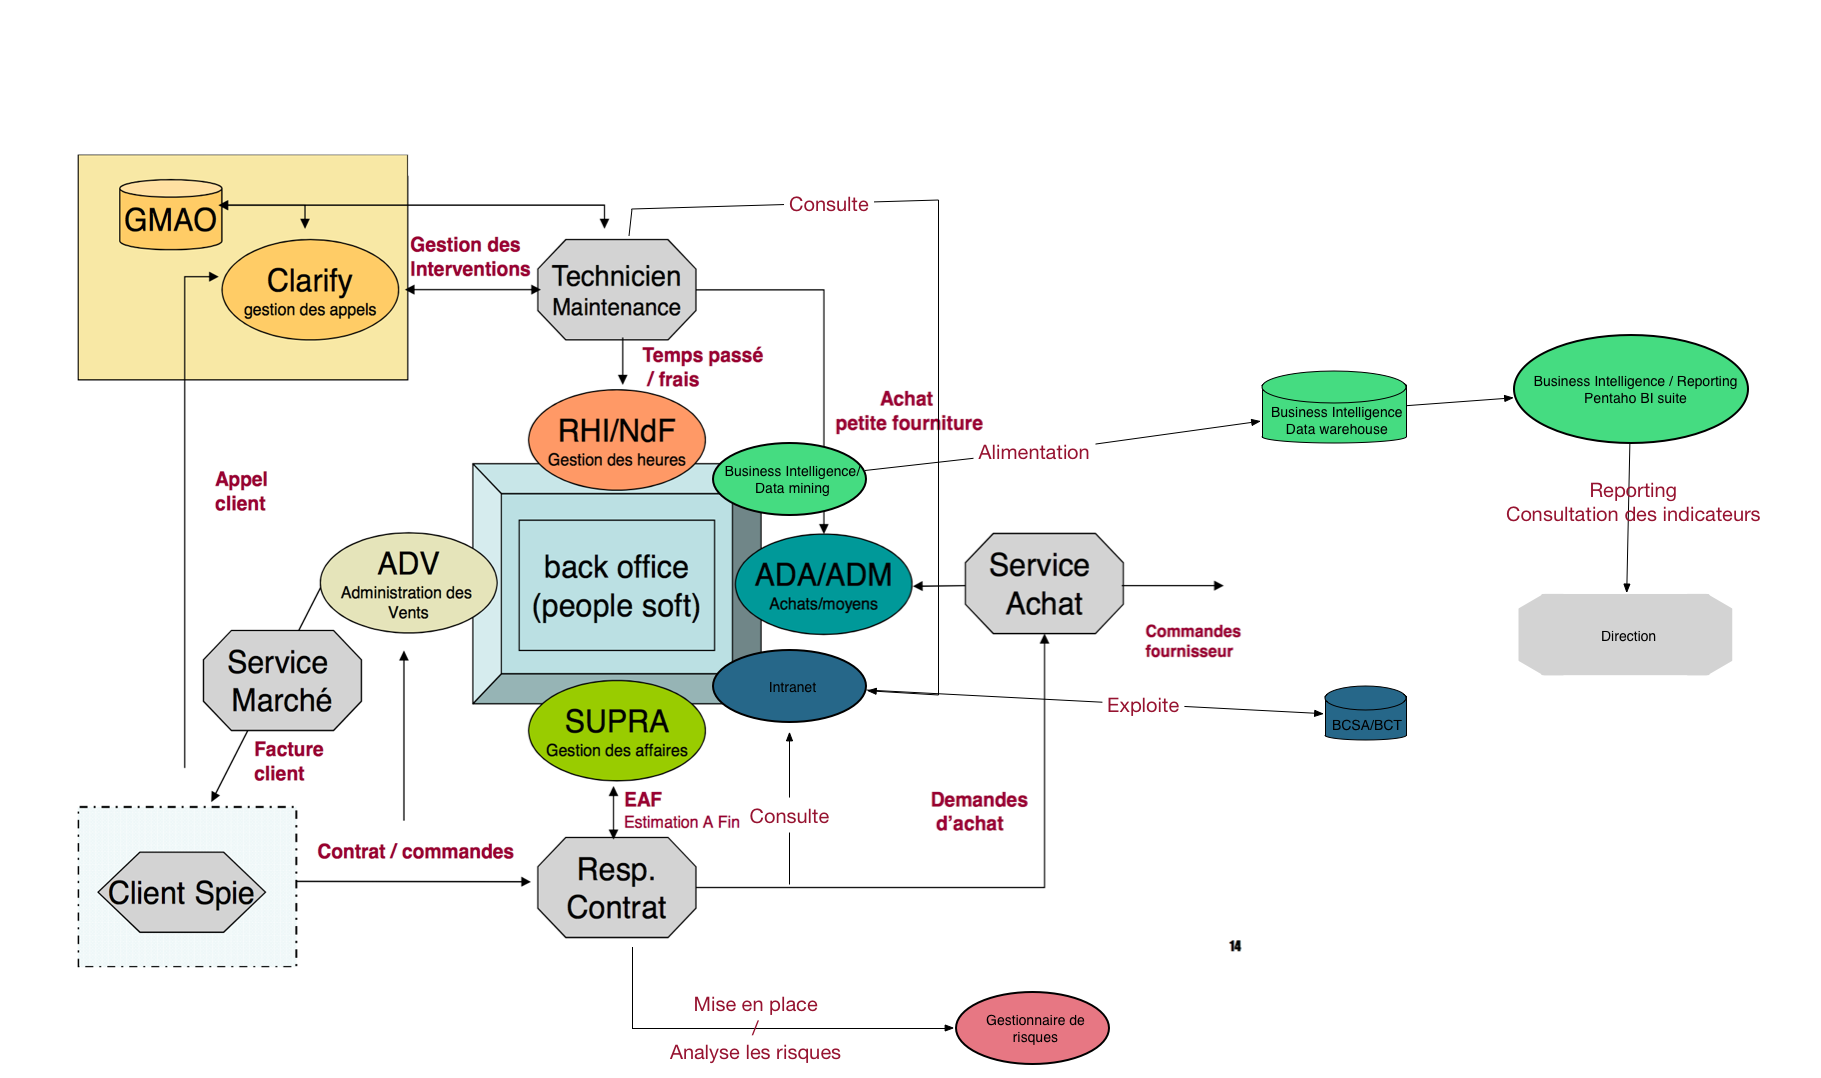 GMAO
Clarify
gestion des appels
Gestion des
Interventions
Technicien
Maintenance
Consulte
Temps passé
/ frais
Achat
petite fourniture
RHI/NdF
Gestion des heures
Business Intelligence/
Data mining
Alimentation
Business Intelligence
Data warehouse
Business Intelligence / Reporting
Pentaho BI suite
Reporting
Consultation des indicateurs
Direction
Appel
client
ADV
Administration des
Vents
back office
(people soft)
ADA/ADM
Achats/moyens
Service
Achat
Commandes
fournisseur
Service
Marché
Facture
client
SUPRA
Gestion des affaires
Intranet
Exploite
BCSA/BCT
EAF
Estimation A Fin
Consulte
Demandes
d'achat
Client Spie
Contrat / commandes
Resp.
Contrat
14
Mise en place
/
Analyse les risques
Gestionnaire de
risques